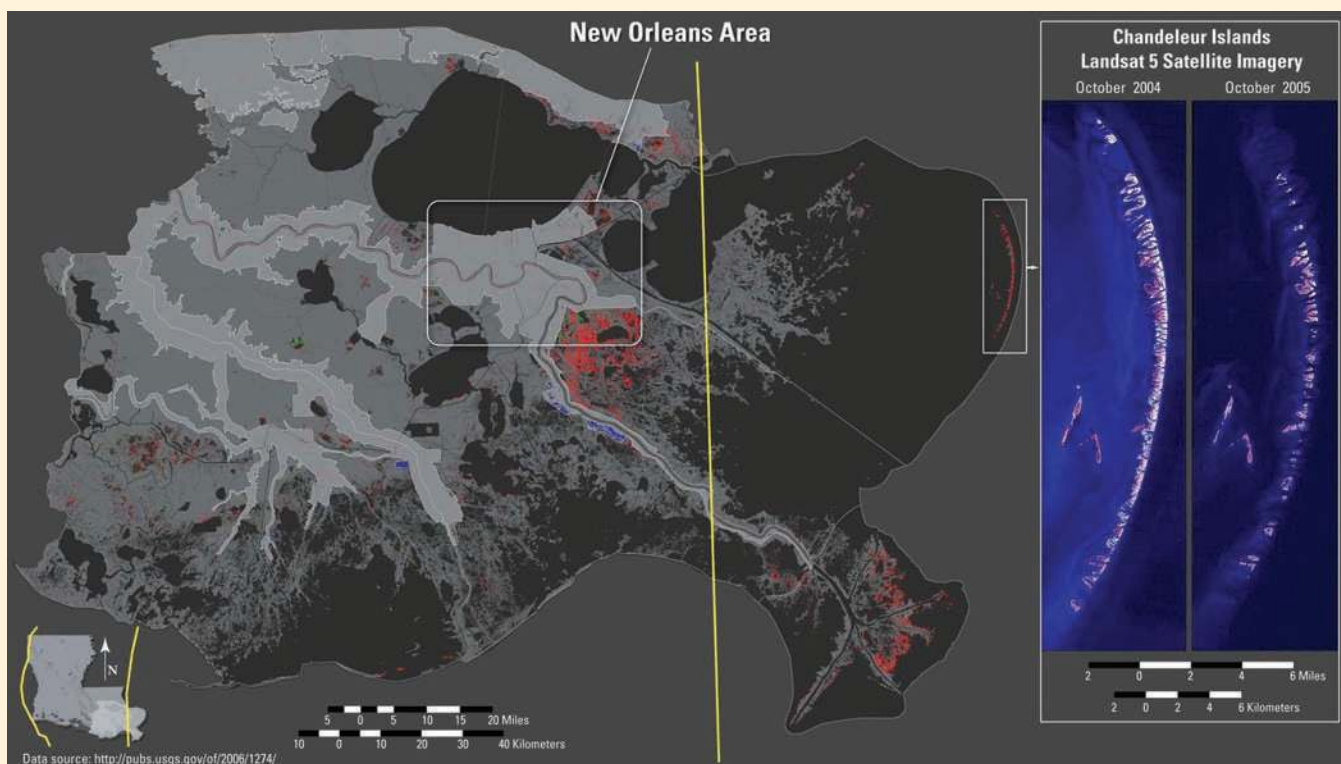 New Orleans Area
Chandeleur Islands
Landsat 5 Satellite Imagery
October 2004 October 2005
N
5 0 5 10 15 20 Miles
10 0 10 20 30 40 Kilometers
2 0 2 4 6 Miles
2 0 2 4 6 Kilometers
Data source: http://pubs.usgs.gov/of/2006/1274/